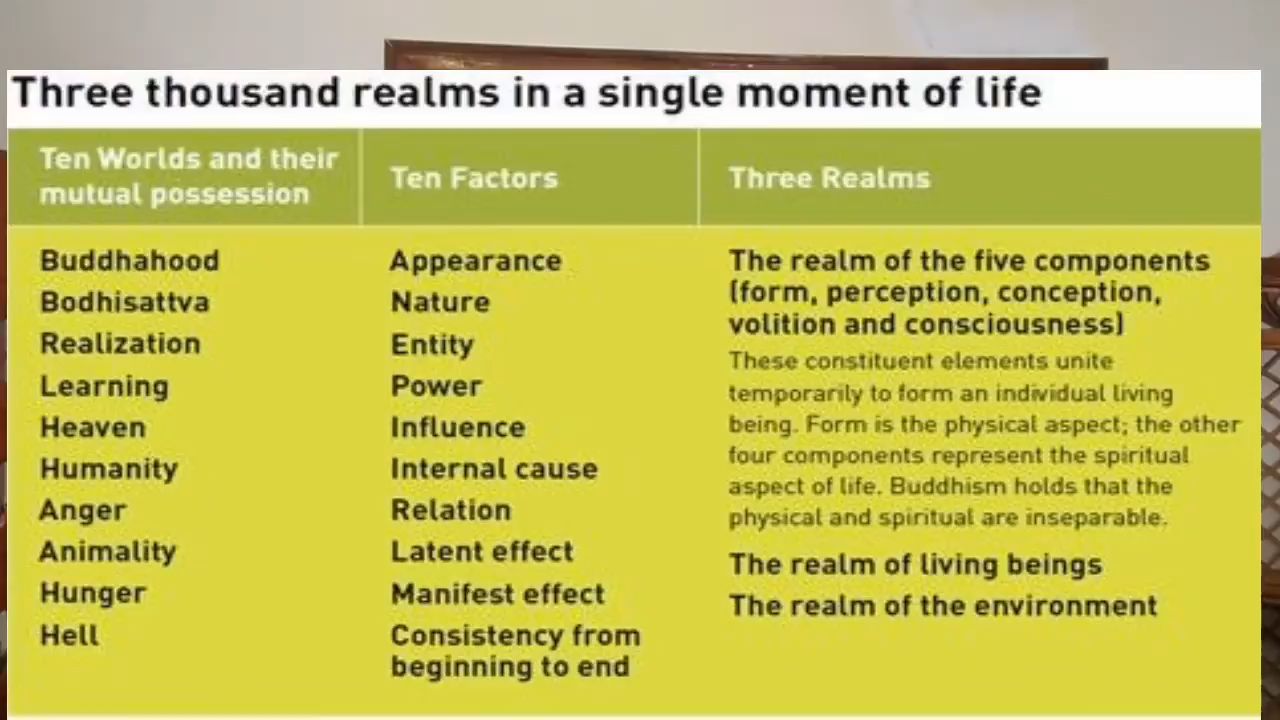 Three thousand realms in a single moment of life
Ten Worlds and their
mutual possession
Buddhahood
Bodhisattva
Realization
Learning
Heaven
Humanity
Anger
Animality
Hunger
Hell
Ten Factors
Appearance
Nature
Entity
Power
Influence
Internal cause
Relation
Latent effect
Manifest effect
Consistency from
beginning to end
Three Realms
The realm of the five components
(form, perception, conception,
volition and consciousness)
These constituent elements unite
temporarily to form an individual living
being. Form is the physical aspect; the other
four components represent the spiritual
aspect of life. Buddhism holds that the
physical and spiritual are inseparable.
The realm of living beings
The realm of the environment